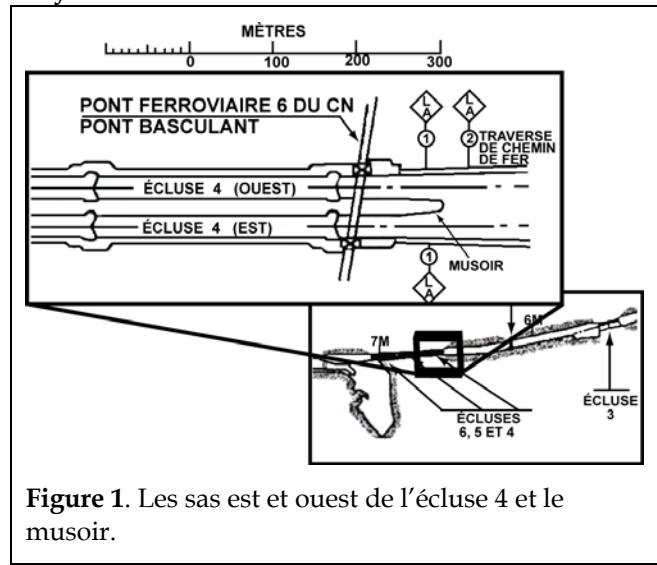 MÈTRES
0 100 200 300
PONT FERROVIAIRE 6 DU CN
PONT BASCULANT
L A
L A
1
2 TRAVERSE
DE CHEMIN
DE FER
ÉCLUSE 4 (OUEST)
ÉCLUSE 4 (EST)
MUSOIR
1
L A
6M
7M
ÉCLUSES
6, 5 ET 4
ÉCLUSE
3
Figure 1. Les sas est et ouest de l'écluse 4 et le
musoir.